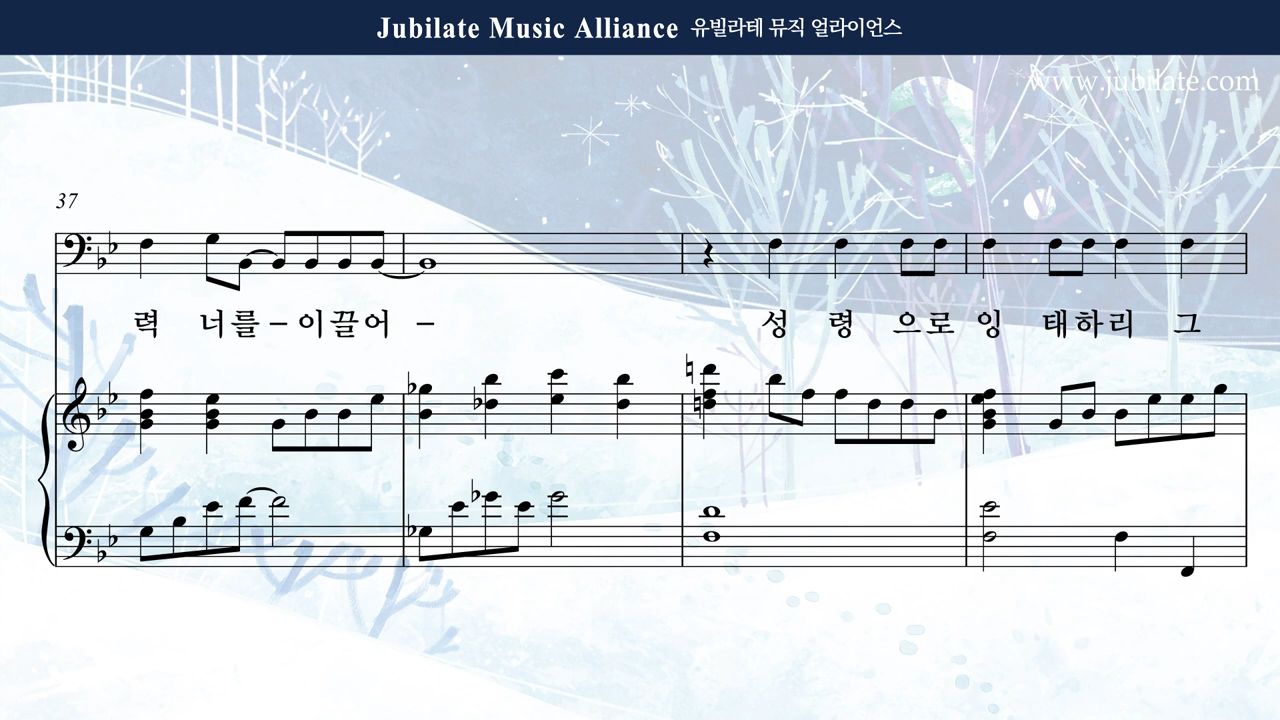 Jubilate Music Alliance 유빌라테 뮤직 얼라이언스
www.jubilate.com
37
력 너를 – 이끌어 – 성 령 으로 잉 태하리 그